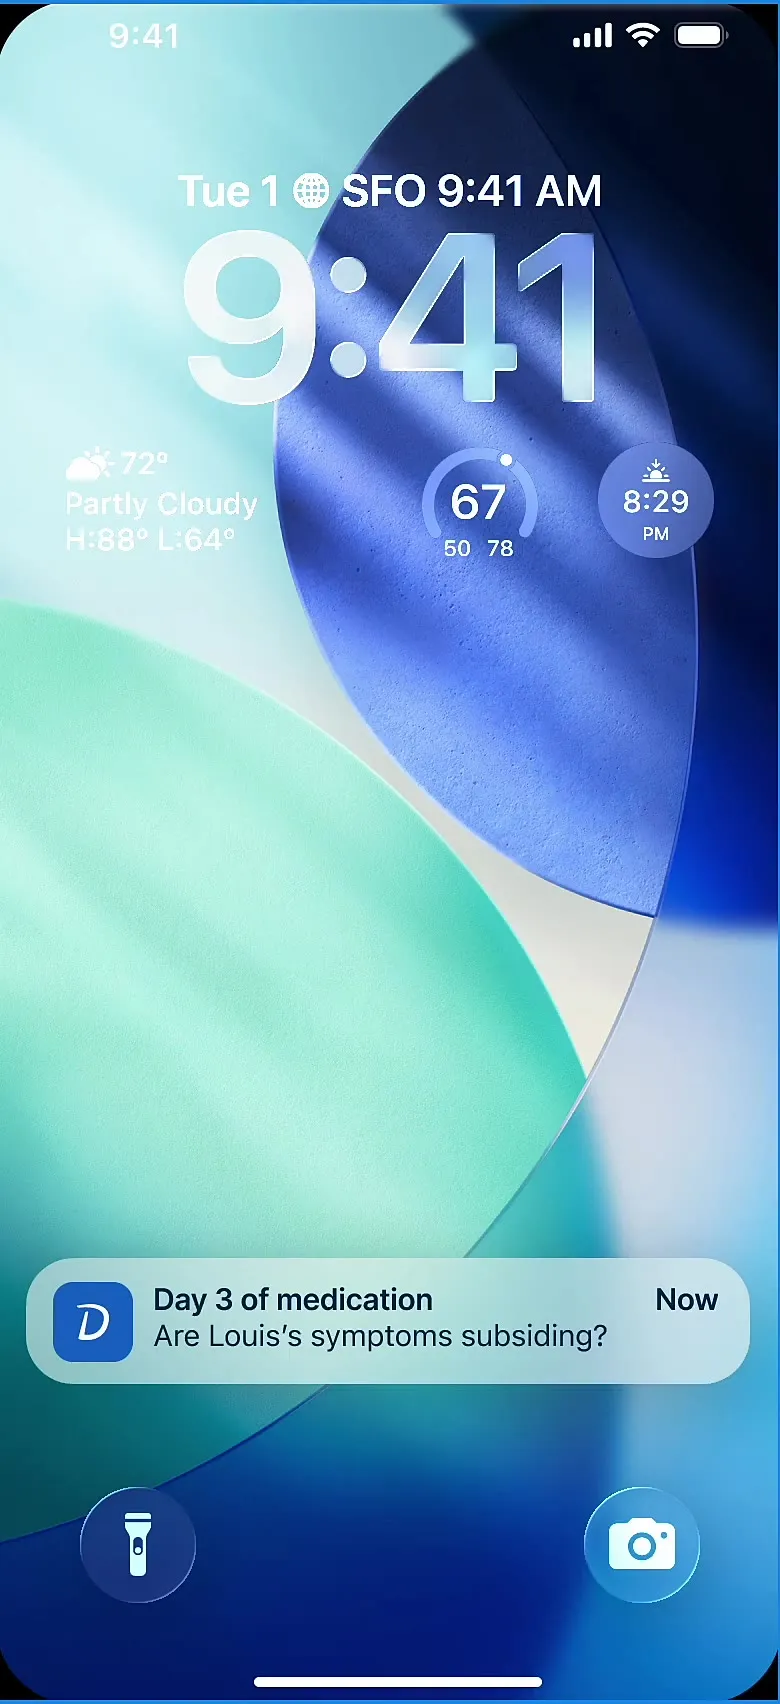 9:41
Tue 1 SFO 9:41 AM
9:41
72°
Partly Cloudy
H:88° L:64°
67
50 78
8:29
PM
Day 3 of medication
Now
Are Louis’s symptoms subsiding?
D